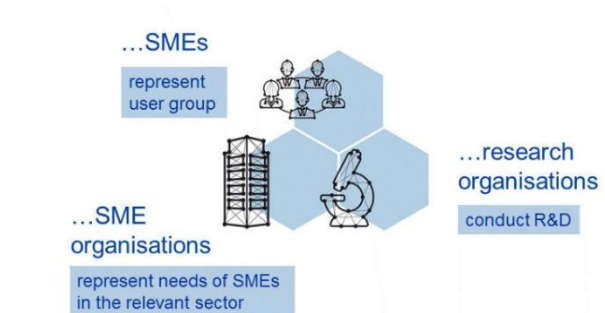 …SMEs
represent
user group
…research
organisations
conduct R&D
…SME
organisations
represent needs of SMEs
in the relevant sector